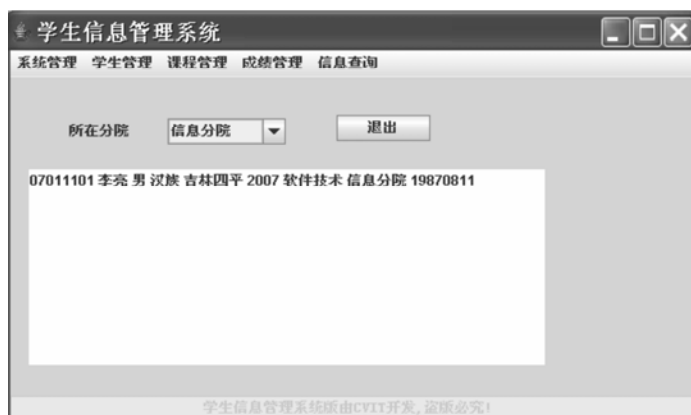 学生信息管理系统
系统管理 学生管理 课程管理 成绩管理 信息查询
所在分院 信息分院 退出
07011101 李亮 男 汉族 吉林四平 2007 软件技术 信息分院 19870811
学生信息管理系统版由CVIT开发,盗版必究!